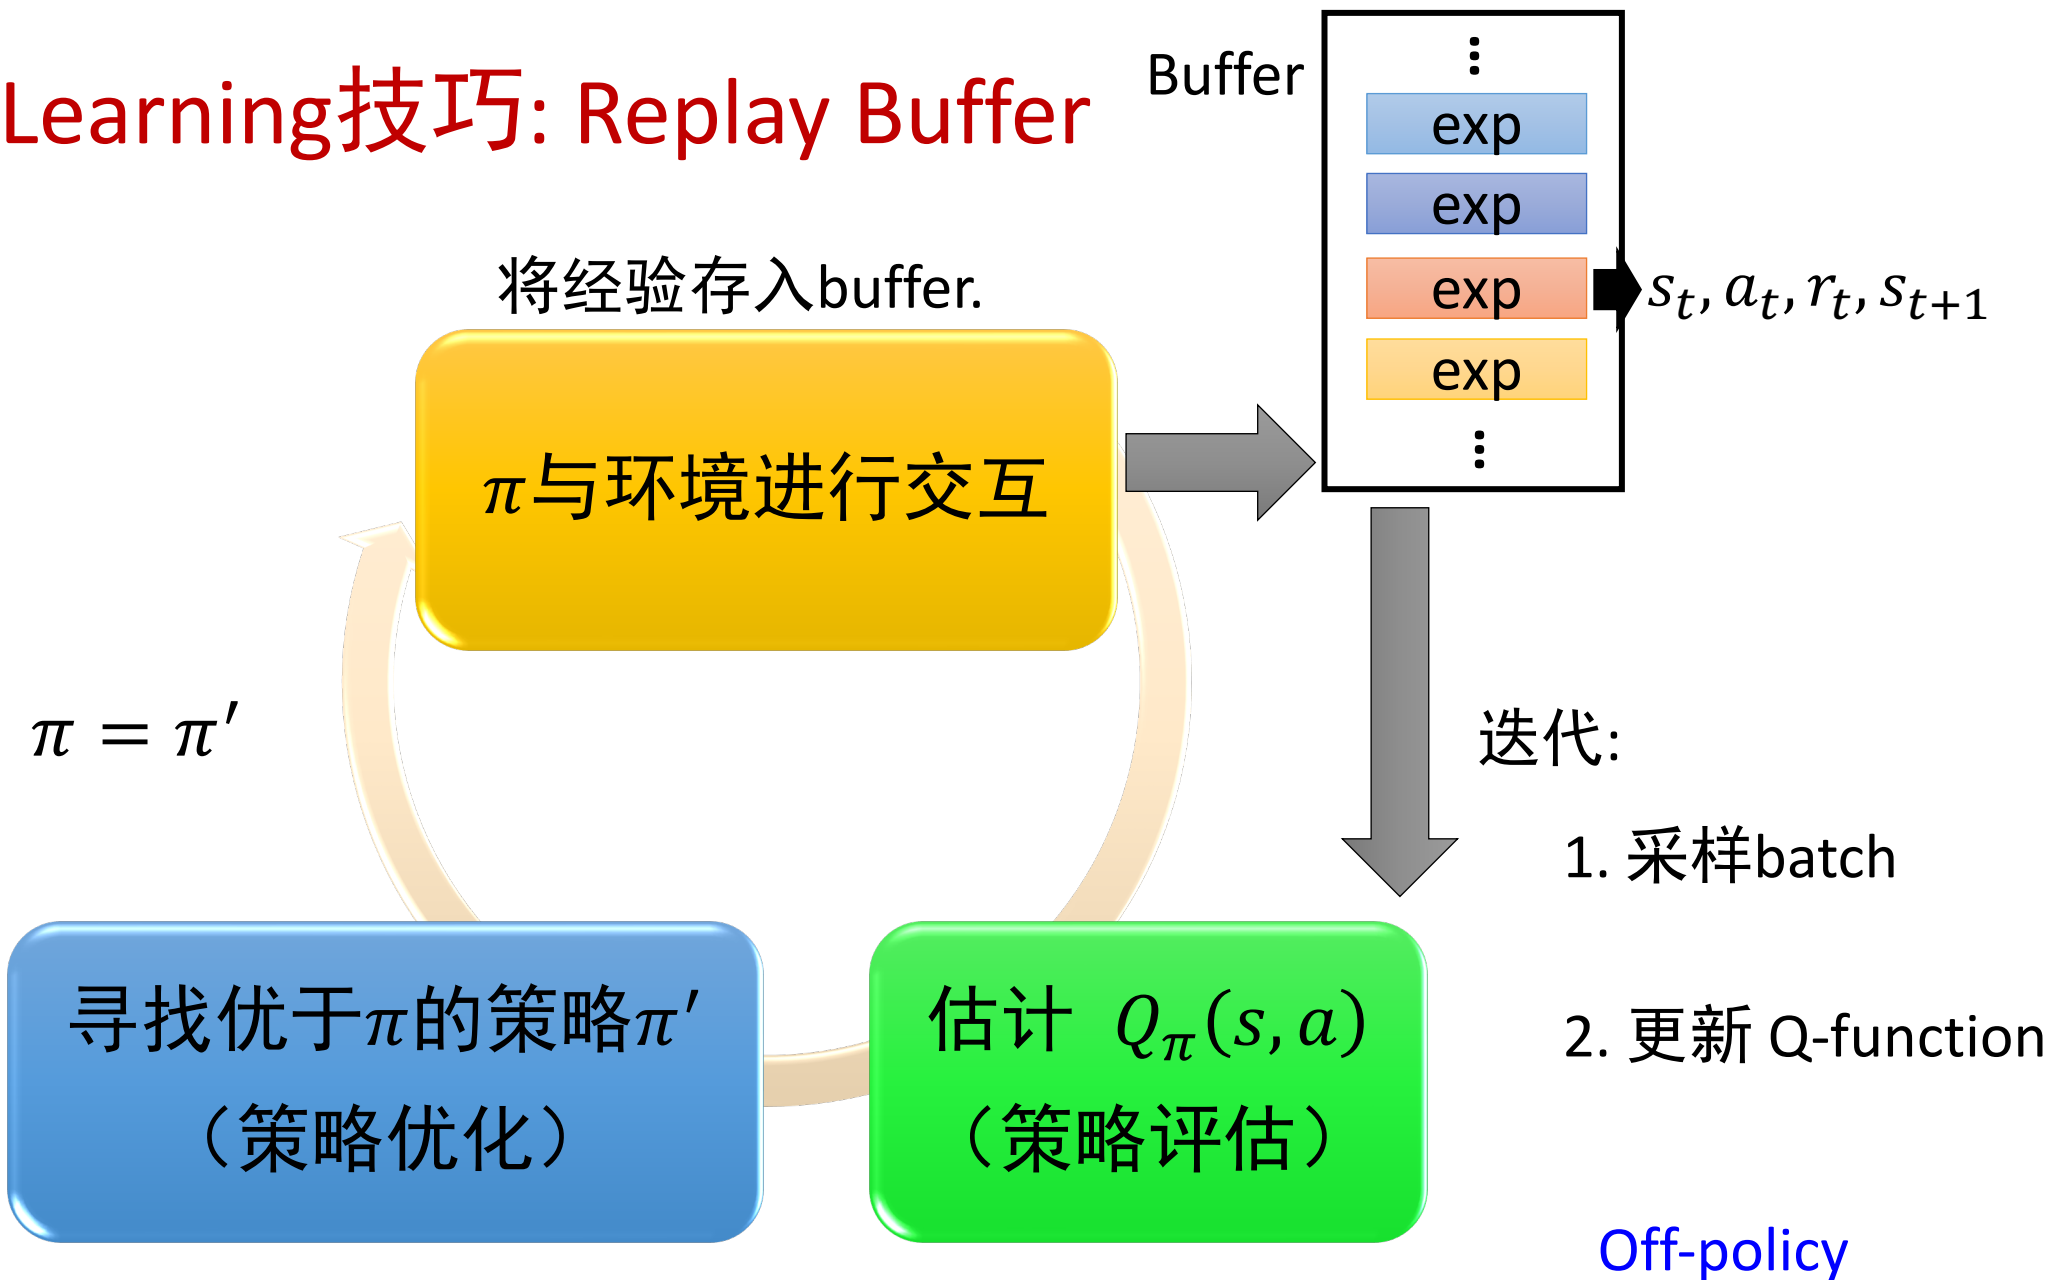 Learning技巧: Replay Buffer
Buffer
⋮
exp
exp
exp
exp
⋮
s_t, a_t, r_t, s_{t+1}
将经验存入buffer.
π与环境进行交互
π = π′
迭代:
1. 采样batch
2. 更新 Q-function
寻找优于π的策略π′
（策略优化）
估计 Q_π(s, a)
（策略评估）
Off-policy